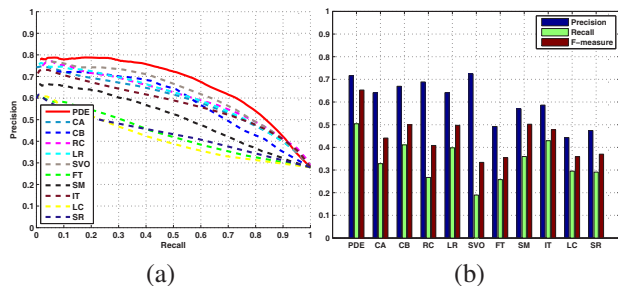 1
0.9
0.8
0.7
0.6
0.5
0.4
0.3
0.2
0.1
0
Precision
PDE
CA
CB
RC
LR
SVO
FT
SM
IT
LC
SR
0 0.1 0.2 0.3 0.4 0.5 0.6 0.7 0.8 0.9 1
Recall
(a)
1
0.9
0.8
0.7
0.6
0.5
0.4
0.3
0.2
0.1
0
Precision
Recall
F-measure
PDE CA CB RC LR SVO FT SM IT LC SR
(b)